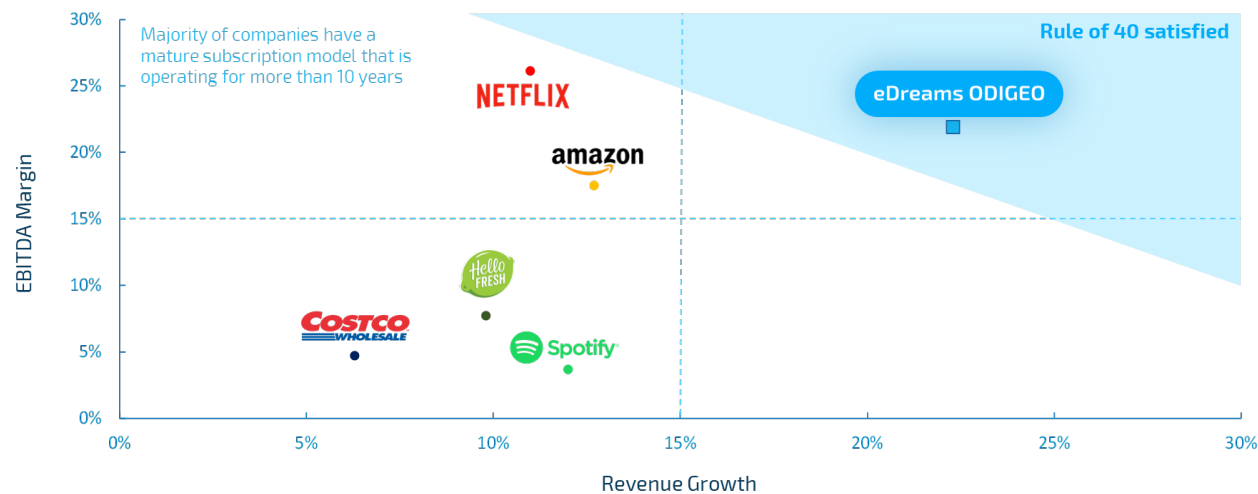 30%
25%
20%
15%
10%
5%
0%
EBITDA Margin
Majority of companies have a
mature subscription model that is
operating for more than 10 years
Rule of 40 satisfied
eDreams ODIGEO
NETFLIX
amazon
Hello
FRESH
COSTCO
WHOLESALE
Spotify
0%
5%
10%
15%
20%
25%
30%
Revenue Growth